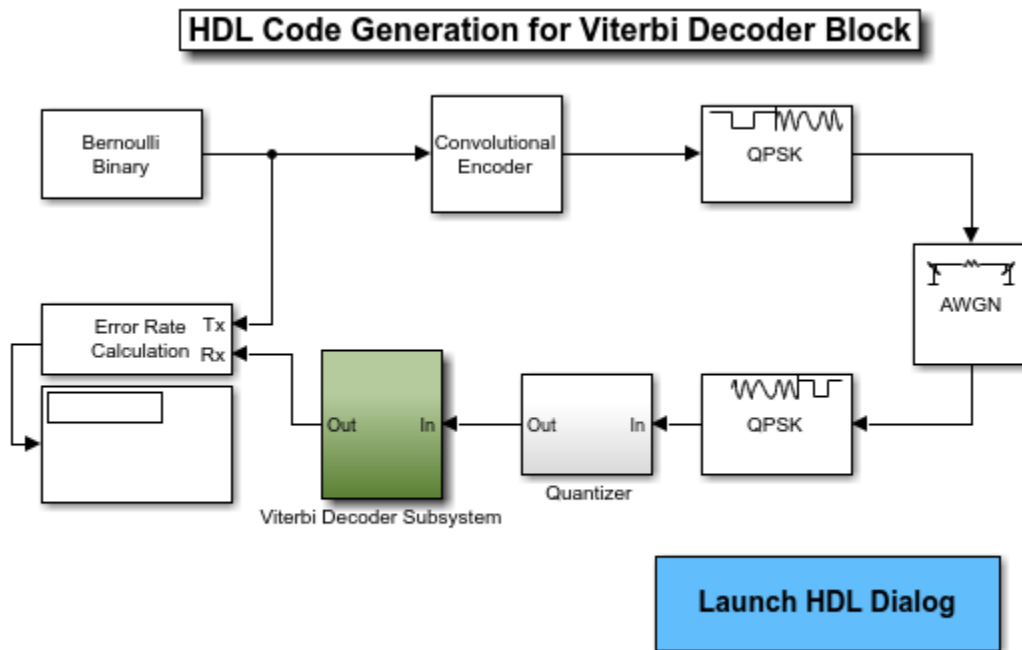 HDL Code Generation for Viterbi Decoder Block
Bernoulli
Binary
Convolutional
Encoder
QPSK
AWGN
Error Rate
Calculation
Tx
Rx
Out
In
Viterbi Decoder Subsystem
Out
In
Quantizer
QPSK
Launch HDL Dialog